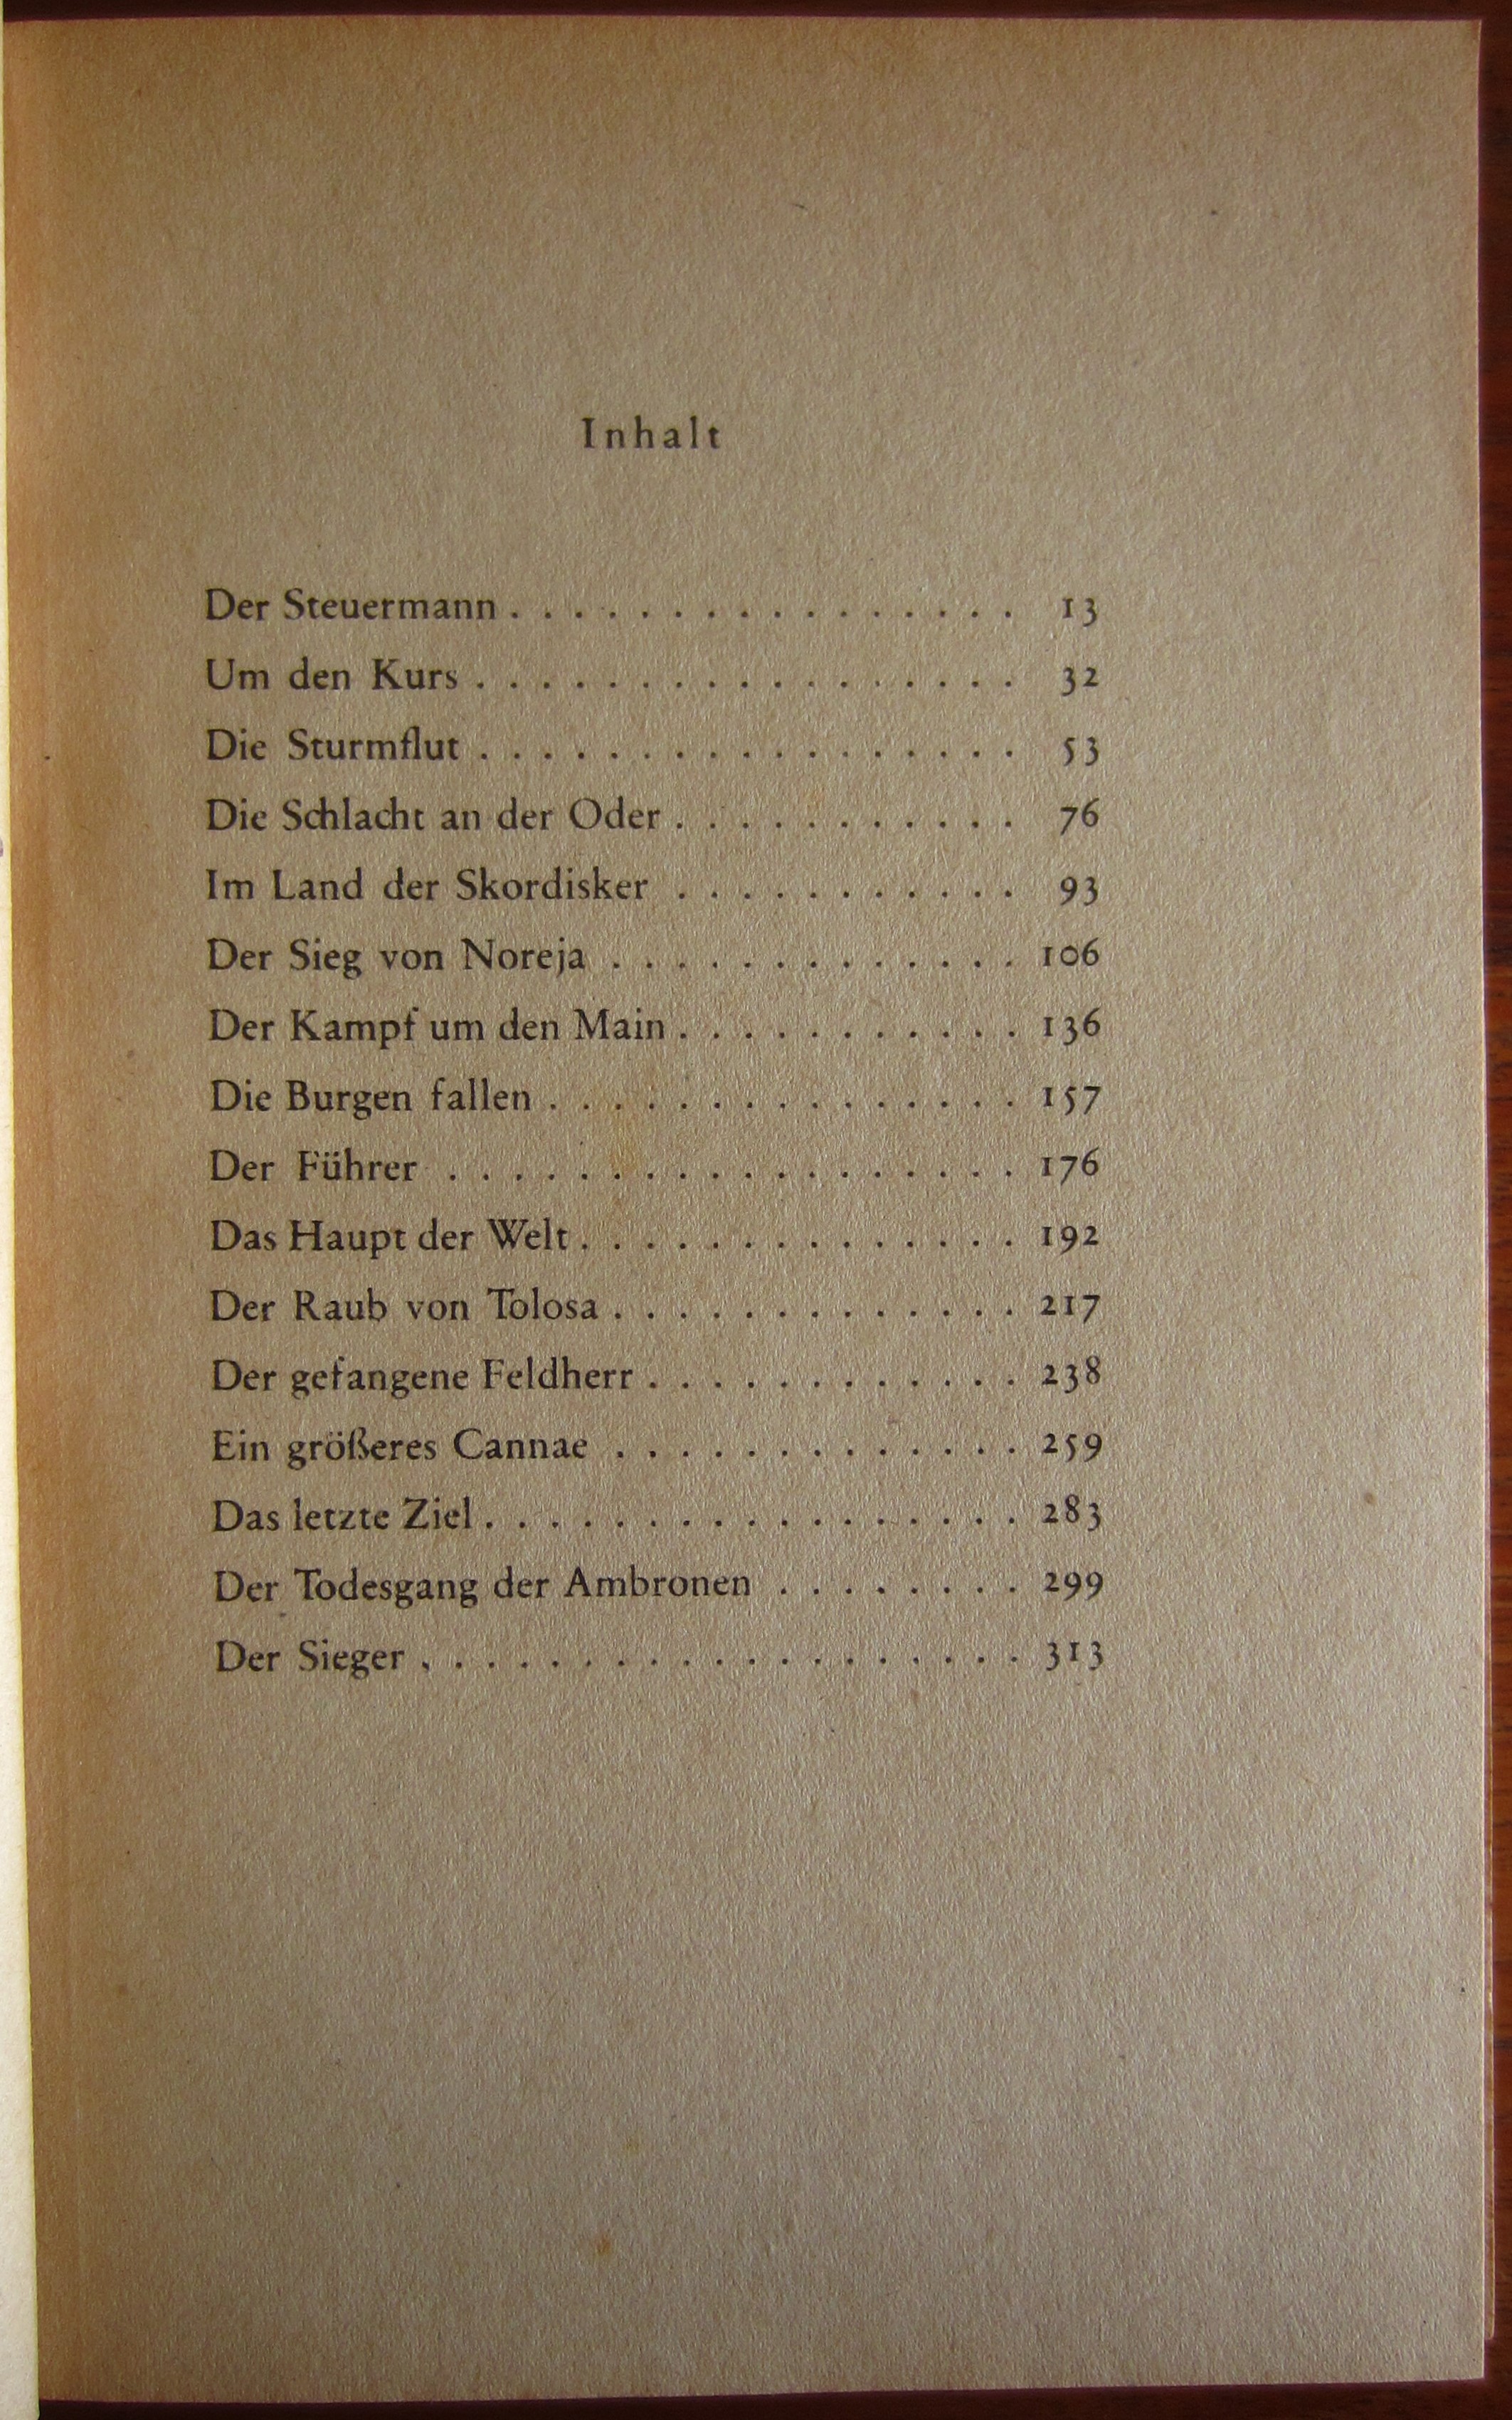 Inhalt
Der Steuermann . . . . . . . . . . . . . . . . 13
Um den Kurs . . . . . . . . . . . . . . . . . 32
Die Sturmflut . . . . . . . . . . . . . . . . . 53
Die Schlacht an der Oder . . . . . . . . . . . 76
Im Land der Skordisker . . . . . . . . . . . 93
Der Sieg von Noreja . . . . . . . . . . . . . 106
Der Kampf um den Main . . . . . . . . . . . 136
Die Burgen fallen . . . . . . . . . . . . . . . 157
Der Führer . . . . . . . . . . . . . . . . . . 176
Das Haupt der Welt . . . . . . . . . . . . . . 192
Der Raub von Tolosa . . . . . . . . . . . . . 217
Der gefangene Feldherr . . . . . . . . . . . . 238
Ein größeres Cannae . . . . . . . . . . . . . 259
Das letzte Ziel . . . . . . . . . . . . . . . . . 283
Der Todesgang der Ambronen . . . . . . . . 299
Der Sieger . . . . . . . . . . . . . . . . . . . 313